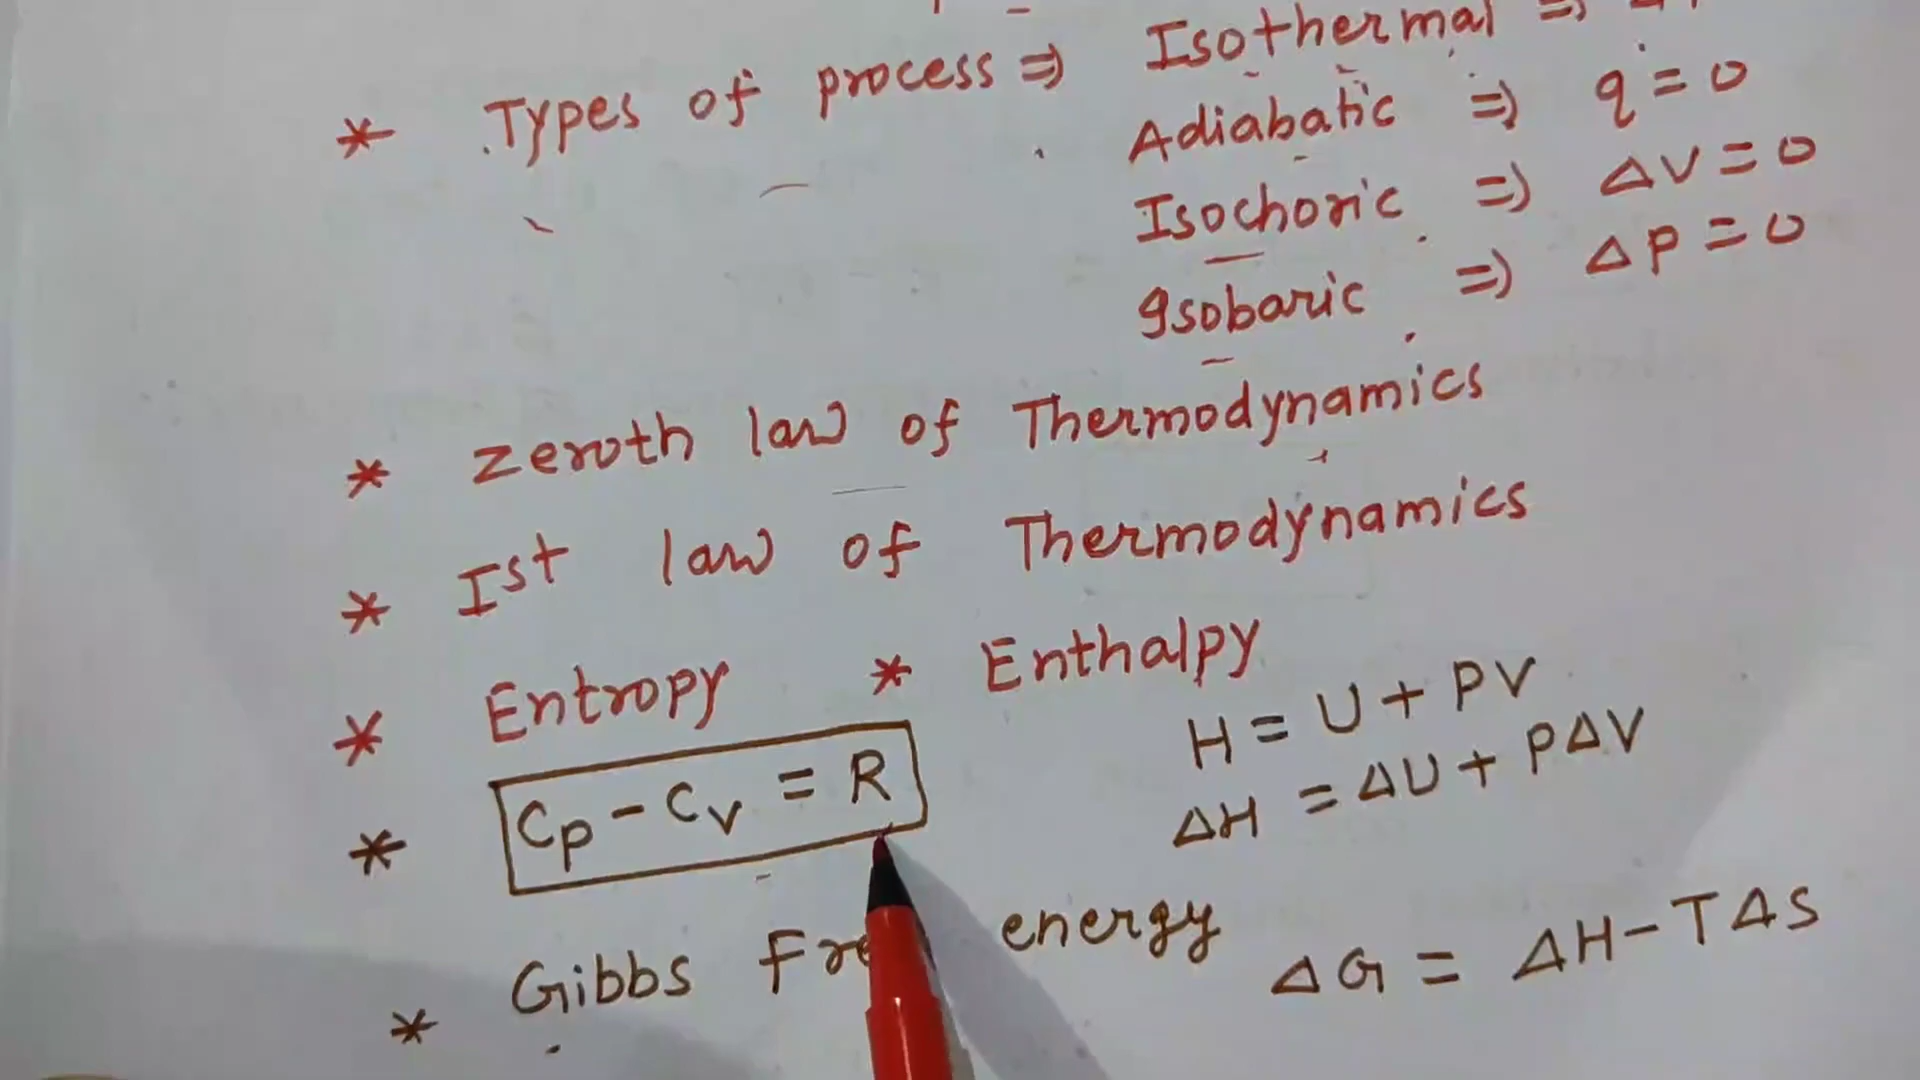 * Types of process ⇒ Isothermal ⇒
Adiabatic ⇒ q = 0
Isochoric ⇒ ΔV = 0
Isobaric ⇒ ΔP = 0
* Zeroth law of Thermodynamics
* Ist law of Thermodynamics
* Entropy * Enthalpy
H = U + PV
ΔH = ΔU + PΔV
* Cp - Cv = R
* Gibbs energy ΔG = ΔH - TΔS